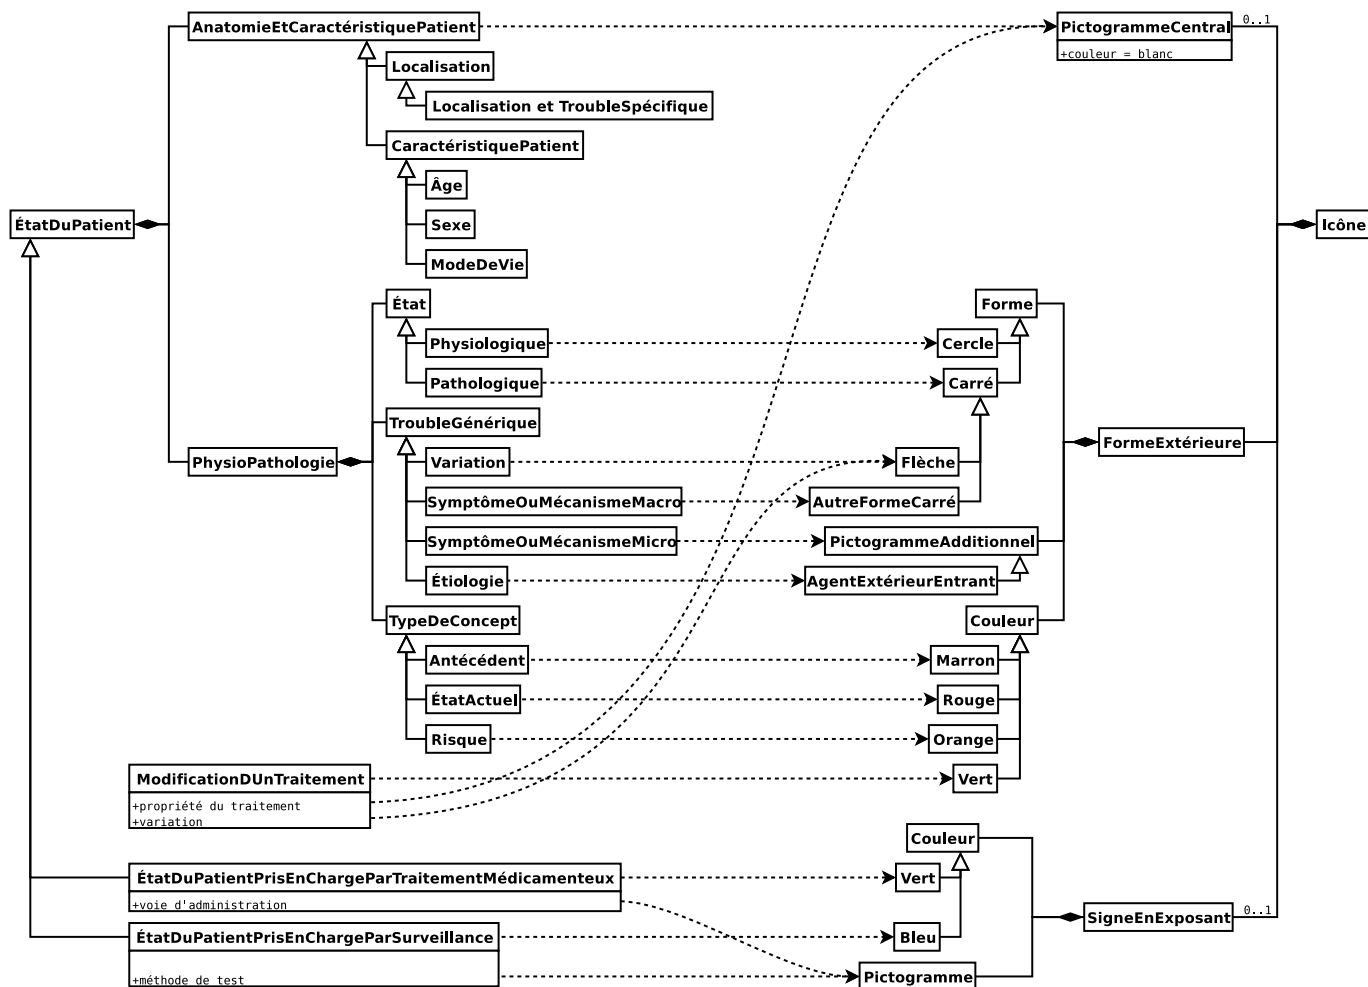 AnatomieEtCaractéristiquePatient
PictogrammeCentral
0..1
+couleur = blanc
Localisation
Localisation et TroubleSpécifique
CaractéristiquePatient
Âge
Sexe
ModeDeVie
ÉtatDuPatient
Icône
État
Forme
Physiologique
Cercle
Pathologique
Carré
TroubleGénérique
PhysioPathologie
Variation
Flèche
FormeExtérieure
SymptômeOuMécanismeMacro
AutreFormeCarré
SymptômeOuMécanismeMicro
PictogrammeAdditionnel
Étiologie
AgentExtérieurEntrant
TypeDeConcept
Couleur
Antécédent
Marron
ÉtatActuel
Rouge
Risque
Orange
ModificationDUnTraitement
Vert
+propriété du traitement
+variation
Couleur
ÉtatDuPatientPrisEnChargeParTraitementMédicamenteux
Vert
+voie d'administration
SigneEnExposant
0..1
ÉtatDuPatientPrisEnChargeParSurveillance
Bleu
+méthode de test
Pictogramme